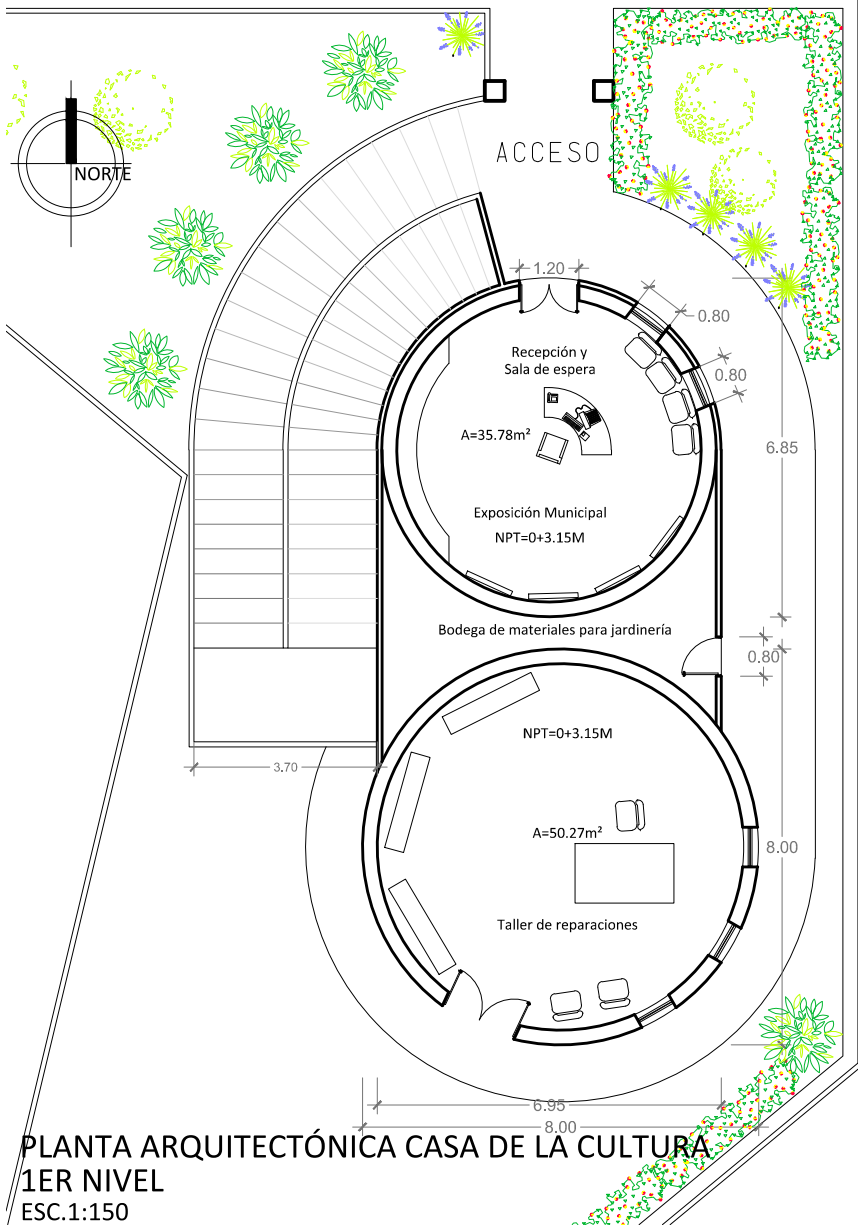 ACCESO
NORTE
1.20
0.80
Recepción y
Sala de espera
0.80
A=35.78m²
6.85
Exposición Municipal
NPT=0+3.15M
Bodega de materiales para jardinería
0.80
NPT=0+3.15M
3.70
A=50.27m²
8.00
Taller de reparaciones
6.95
8.00
PLANTA ARQUITECTÓNICA CASA DE LA CULTURA
1ER NIVEL
ESC.1:150